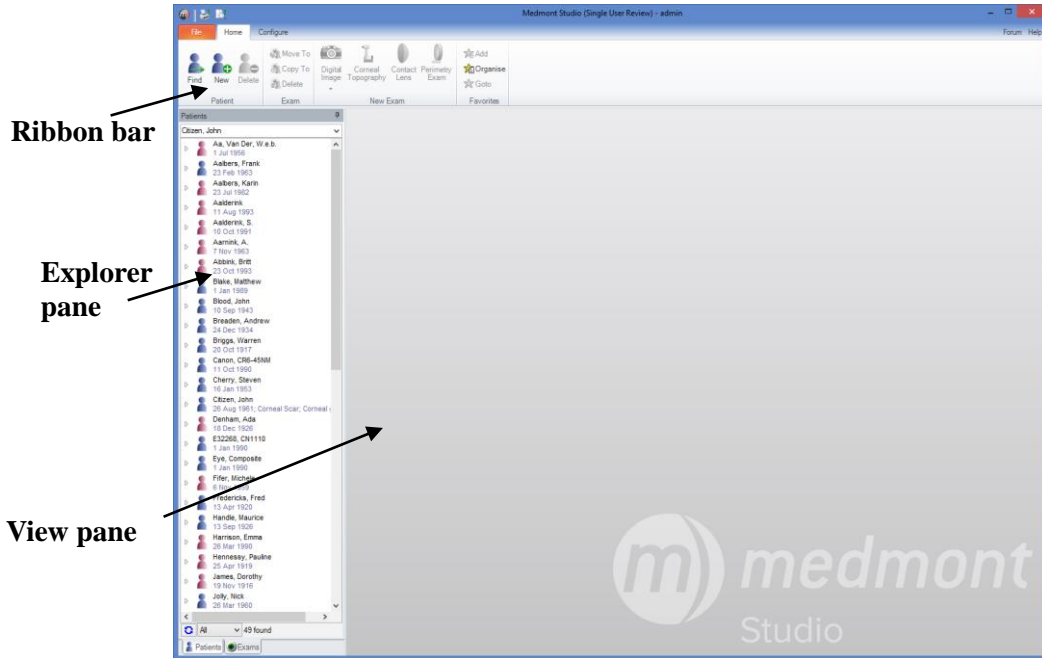 Medmont Studio (Single User Review) - admin
File Home Configure Forum Help
Move To
Copy To
Delete
Find New Delete
Digital Image
Corneal Topography
Contact Lens
Perimetry Exam
Add
Organise
Goto
Patient Exam New Exam Favorites
Ribbon bar
Patients
Citizen, John
Aa, Van Der, W.e.b.
1 Jul 1956
Aalbers, Frank
23 Feb 1963
Aalbers, Karin
23 Jul 1982
Aalderink
11 Aug 1993
Aalderink, S.
10 Oct 1991
Aarnink, A.
7 Nov 1963
Explorer
pane
Abbink, Britt
23 Oct 1993
Blake, Matthew
1 Jan 1989
Blood, John
10 Sep 1943
Breaden, Andrew
24 Dec 1934
Briggs, Warren
20 Oct 1917
Canon, CR6-45NM
11 Oct 1990
Cherry, Steven
16 Jan 1953
Citizen, John
26 Aug 1961; Corneal Scar; Corneal
Denham, Ada
18 Dec 1926
E32268, CN1110
1 Jan 1990
Eye, Composite
1 Jan 1990
Fifer, Michele
6 Nov
Fredericks, Fred
13 Apr 1920
View pane
Handle, Maurice
13 Sep 1926
Harrison, Emma
26 Mar 1990
Hennessy, Pauline
25 Apr 1919
James, Dorothy
19 Nov 1916
Jolly, Nick
26 Mar 1960
All 49 found
Patients Exams
m medmont
Studio